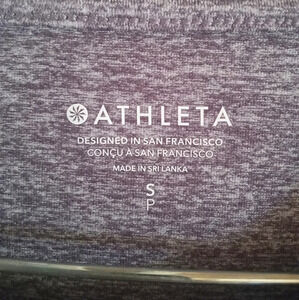 ATHLETA
DESIGNED IN SAN FRANCISCO
CONÇU À SAN FRANCISCO
MADE IN SRI LANKA
S
P